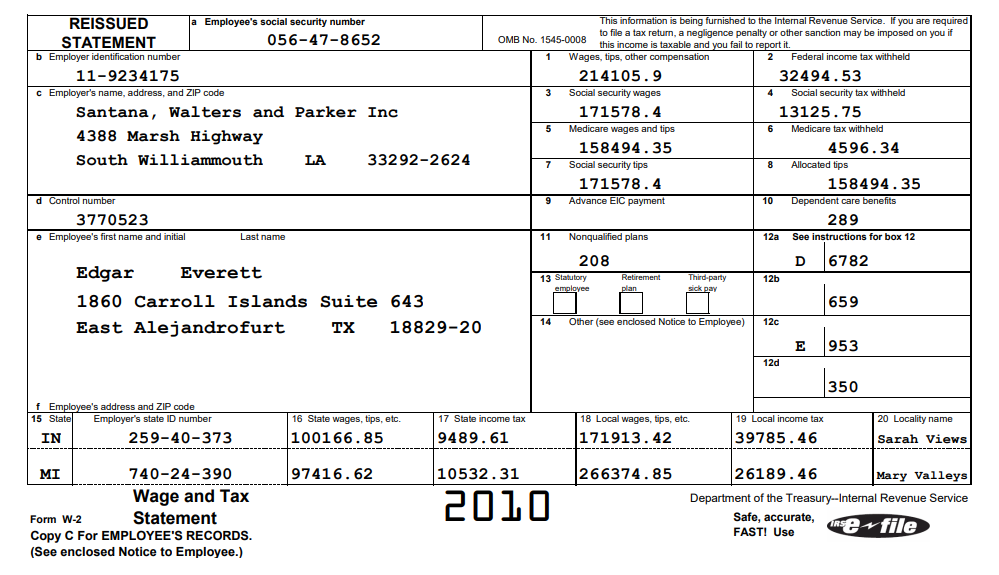 REISSUED STATEMENT
a Employee's social security number
056-47-8652
OMB No. 1545-0008
This information is being furnished to the Internal Revenue Service. If you are required
to file a tax return, a negligence penalty or other sanction may be imposed on you if
this income is taxable and you fail to report it.
b Employer identification number
11-9234175
1 Wages, tips, other compensation
214105.9
2 Federal income tax withheld
32494.53
c Employer's name, address, and ZIP code
Santana, Walters and Parker Inc
4388 Marsh Highway
South Williammouth LA 33292-2624
3 Social security wages
171578.4
4 Social security tax withheld
13125.75
5 Medicare wages and tips
158494.35
6 Medicare tax withheld
4596.34
7 Social security tips
171578.4
8 Allocated tips
158494.35
d Control number
3770523
9 Advance EIC payment
10 Dependent care benefits
289
e Employee's first name and initial Last name
Edgar Everett
1860 Carroll Islands Suite 643
East Alejandrofurt TX 18829-20
11 Nonqualified plans
208
12a See instructions for box 12
D 6782
13 Statutory employee Retirement plan Third-party sick pay
12b
659
14 Other (see enclosed Notice to Employee)
12c
E 953
12d
350
f Employee's address and ZIP code
15 State Employer's state ID number 16 State wages, tips, etc. 17 State income tax 18 Local wages, tips, etc. 19 Local income tax 20 Locality name
IN 259-40-373 100166.85 9489.61 171913.42 39785.46 Sarah Views
MI 740-24-390 97416.62 10532.31 266374.85 26189.46 Mary Valleys
Form W-2 Wage and Tax Statement
2010
Department of the Treasury--Internal Revenue Service
Copy C For EMPLOYEE'S RECORDS.
(See enclosed Notice to Employee.)
Safe, accurate,
FAST! Use
IRS e-file